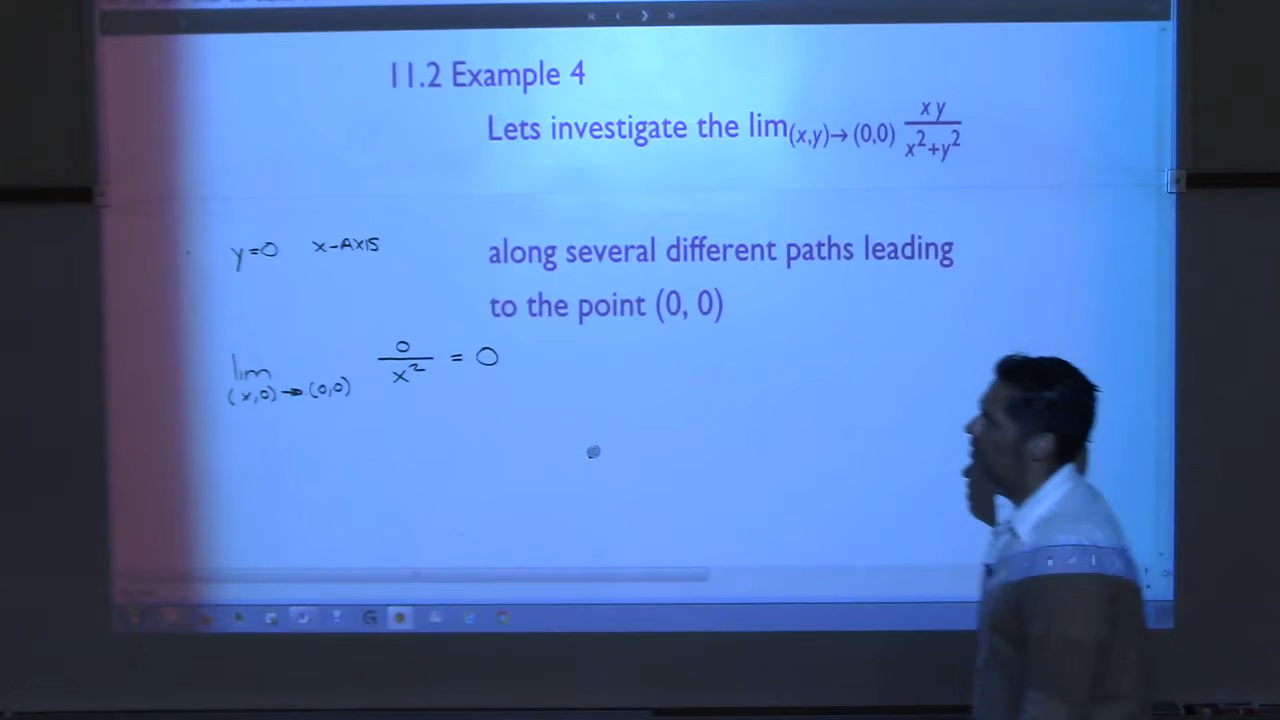 11.2 Example 4
Lets investigate the lim(x,y)→(0,0) xy/(x²+y²)
y=0 x-AXIS
along several different paths leading
to the point (0, 0)
lim (x,0)→(0,0) 0/x² = 0